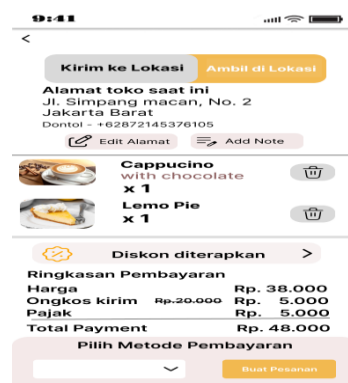 9:41
<
Kirim ke Lokasi Ambil di Lokasi
Alamat toko saat ini
Jl. Simpang macan, No. 2
Jakarta Barat
Dontol - +62872145376105
Edit Alamat Add Note
Cappucino
with chocolate
x 1
Lemo Pie
x 1
Diskon diterapkan >
Ringkasan Pembayaran
Harga Rp. 38.000
Ongkos kirim Rp.20.000 Rp. 5.000
Pajak Rp. 5.000
Total Payment Rp. 48.000
Pilih Metode Pembayaran
Buat Pesanan